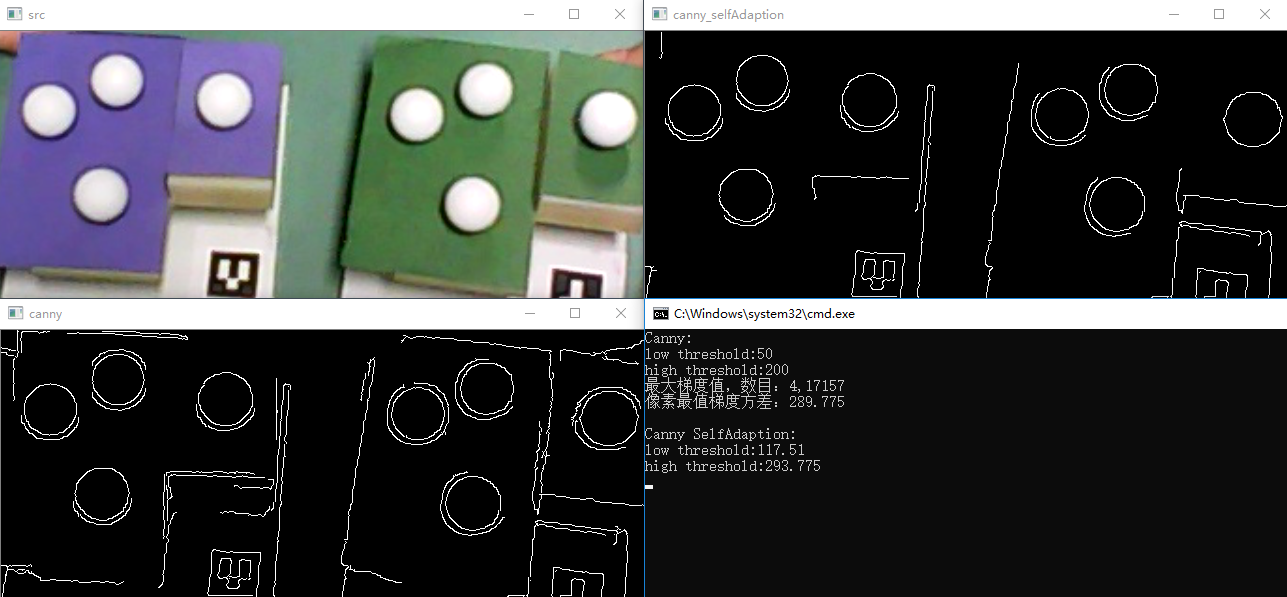 src
canny_selfAdaption
canny
C:\Windows\system32\cmd.exe
Canny:
low threshold:50
high threshold:200
最大梯度值，数目：4,17157
像素最值梯度方差：289.775
Canny SelfAdaption:
low threshold:117.51
high threshold:293.775